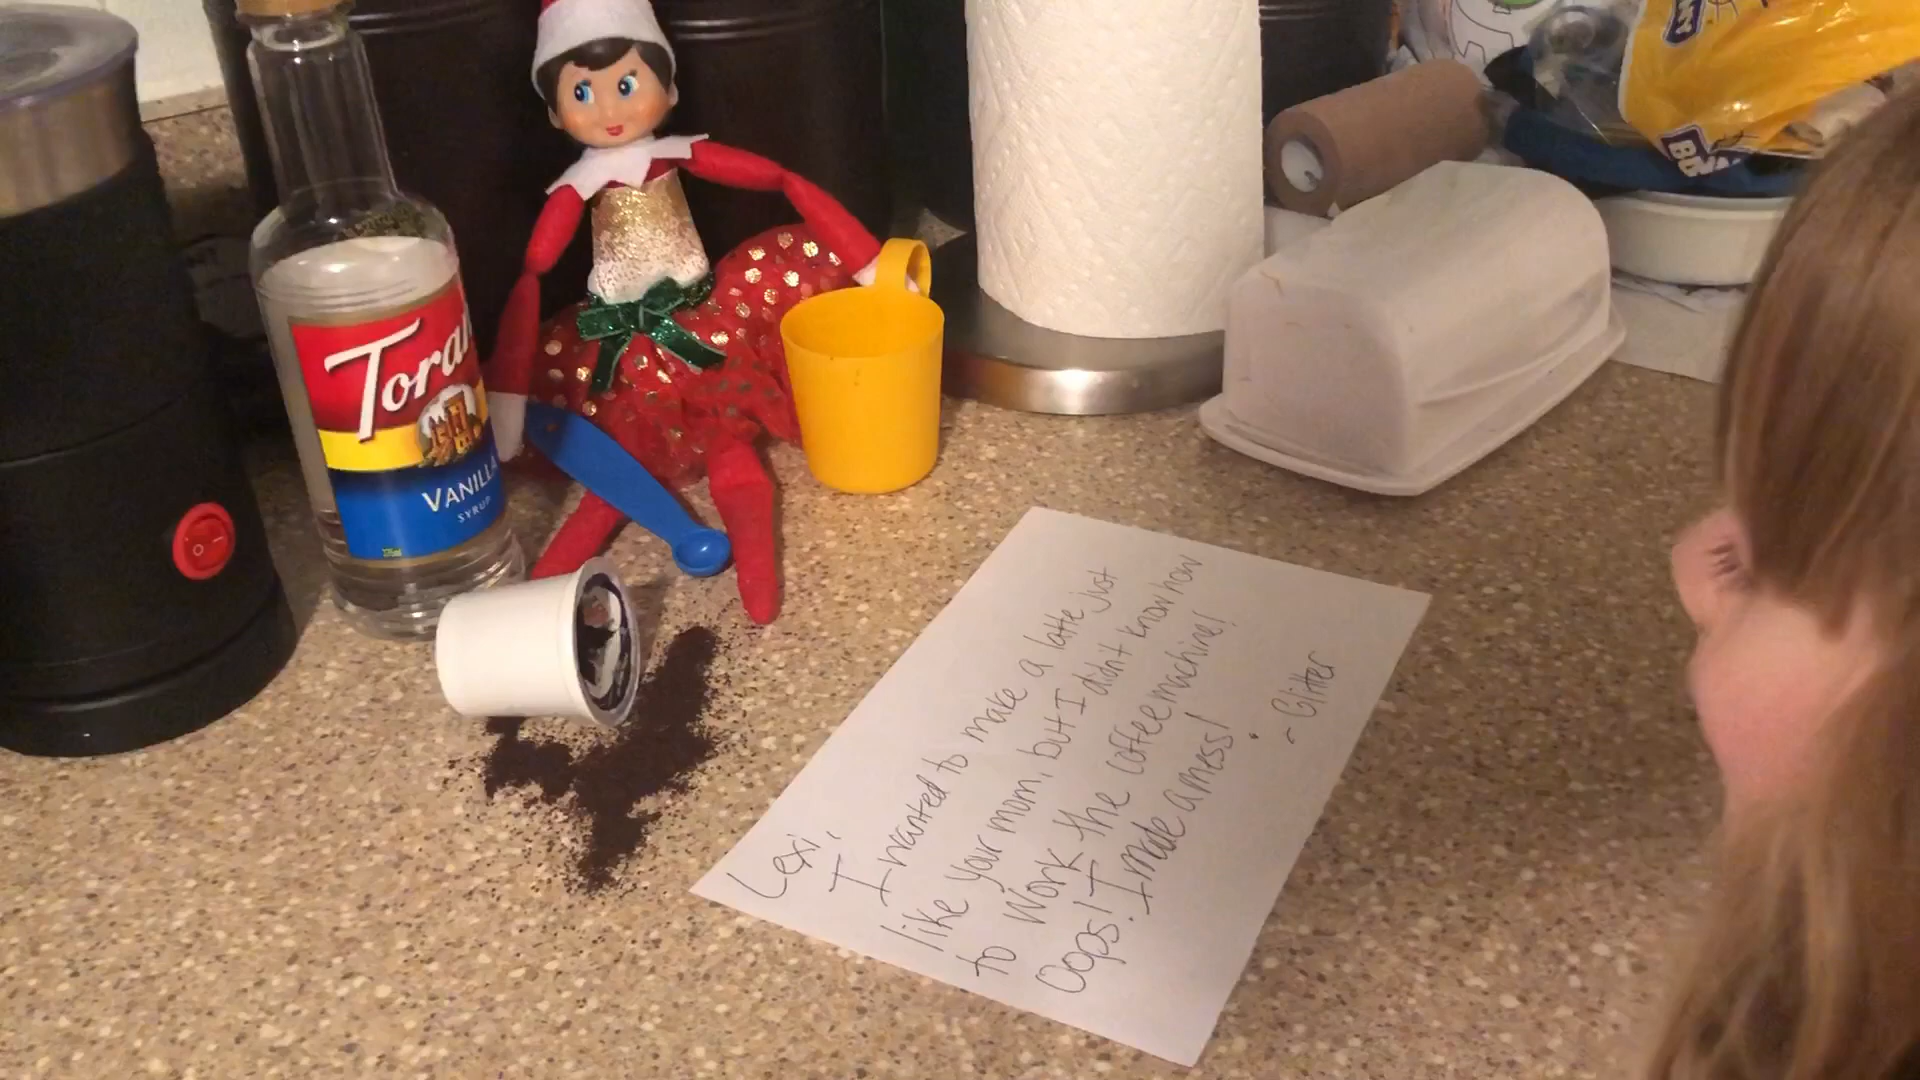 Torani
VANILLA
SYRUP
Lexi,
I wanted to make a latte just
like your mom, but I didn't know how
to work the coffee machine!
Oops! I made a mess!
~ Glitter